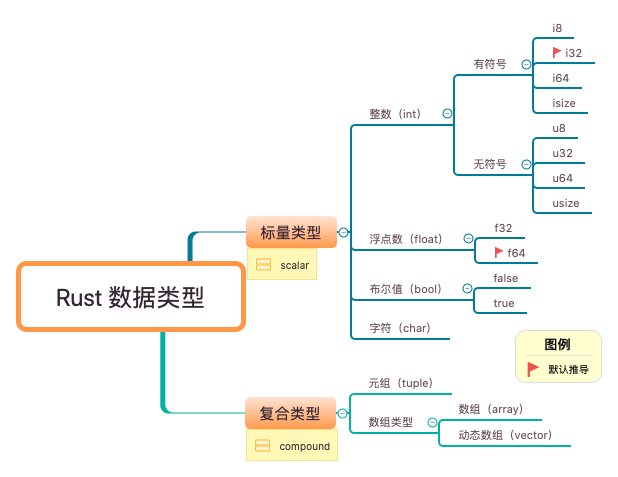 Rust 数据类型
标量类型
scalar
整数（int）
有符号
i8
i32
i64
isize
无符号
u8
u32
u64
usize
浮点数（float）
f32
f64
布尔值（bool）
false
true
字符（char）
复合类型
compound
元组（tuple）
数组类型
数组（array）
动态数组（vector）
图例
默认推导